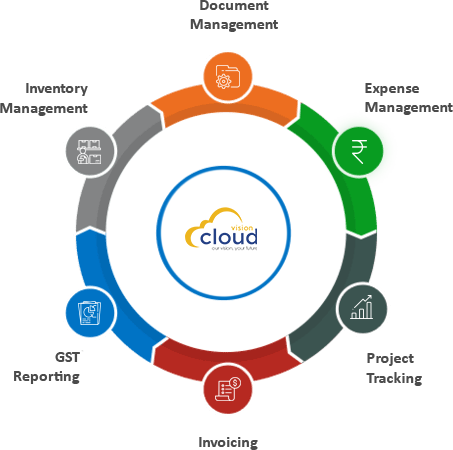 Document
Management
Expense
Management
Project
Tracking
Invoicing
GST
Reporting
Inventory
Management
vision
cloud
our vision, your future